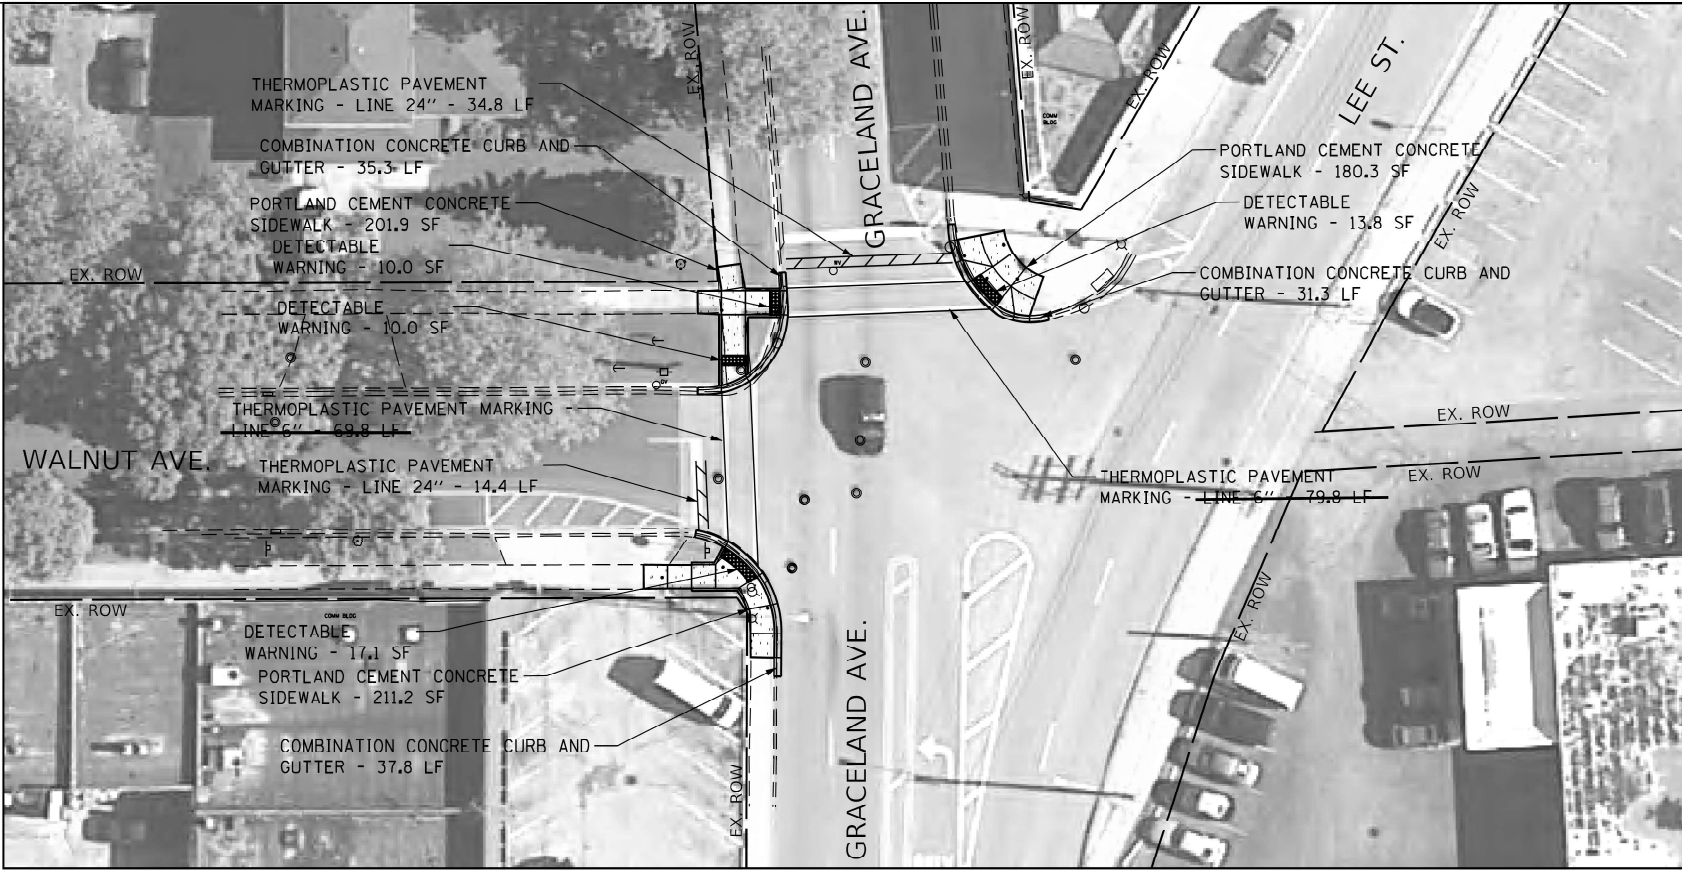 THERMOPLASTIC PAVEMENT
MARKING - LINE 24" - 34.8 LF
COMBINATION CONCRETE CURB AND
GUTTER - 35.3 LF
PORTLAND CEMENT CONCRETE
SIDEWALK - 201.9 SF
DETECTABLE
WARNING - 10.0 SF
EX. ROW
DETECTABLE
WARNING - 10.0 SF
THERMOPLASTIC PAVEMENT MARKING -
LINE 6" - 69.8 LF
WALNUT AVE.
THERMOPLASTIC PAVEMENT
MARKING - LINE 24" - 14.4 LF
EX. ROW
COMM BLDG
DETECTABLE
WARNING - 17.1 SF
PORTLAND CEMENT CONCRETE
SIDEWALK - 211.2 SF
COMBINATION CONCRETE CURB AND
GUTTER - 37.8 LF
EX. ROW
EX. ROW
GRACELAND AVE.
GRACELAND AVE.
EX. ROW
COMM
BLDG
EX. ROW
LEE ST.
PORTLAND CEMENT CONCRETE
SIDEWALK - 180.3 SF
DETECTABLE
WARNING - 13.8 SF
EX. ROW
COMBINATION CONCRETE CURB AND
GUTTER - 31.3 LF
EX. ROW
EX. ROW
THERMOPLASTIC PAVEMENT
MARKING - LINE 6" - 79.8 LF
EX. ROW